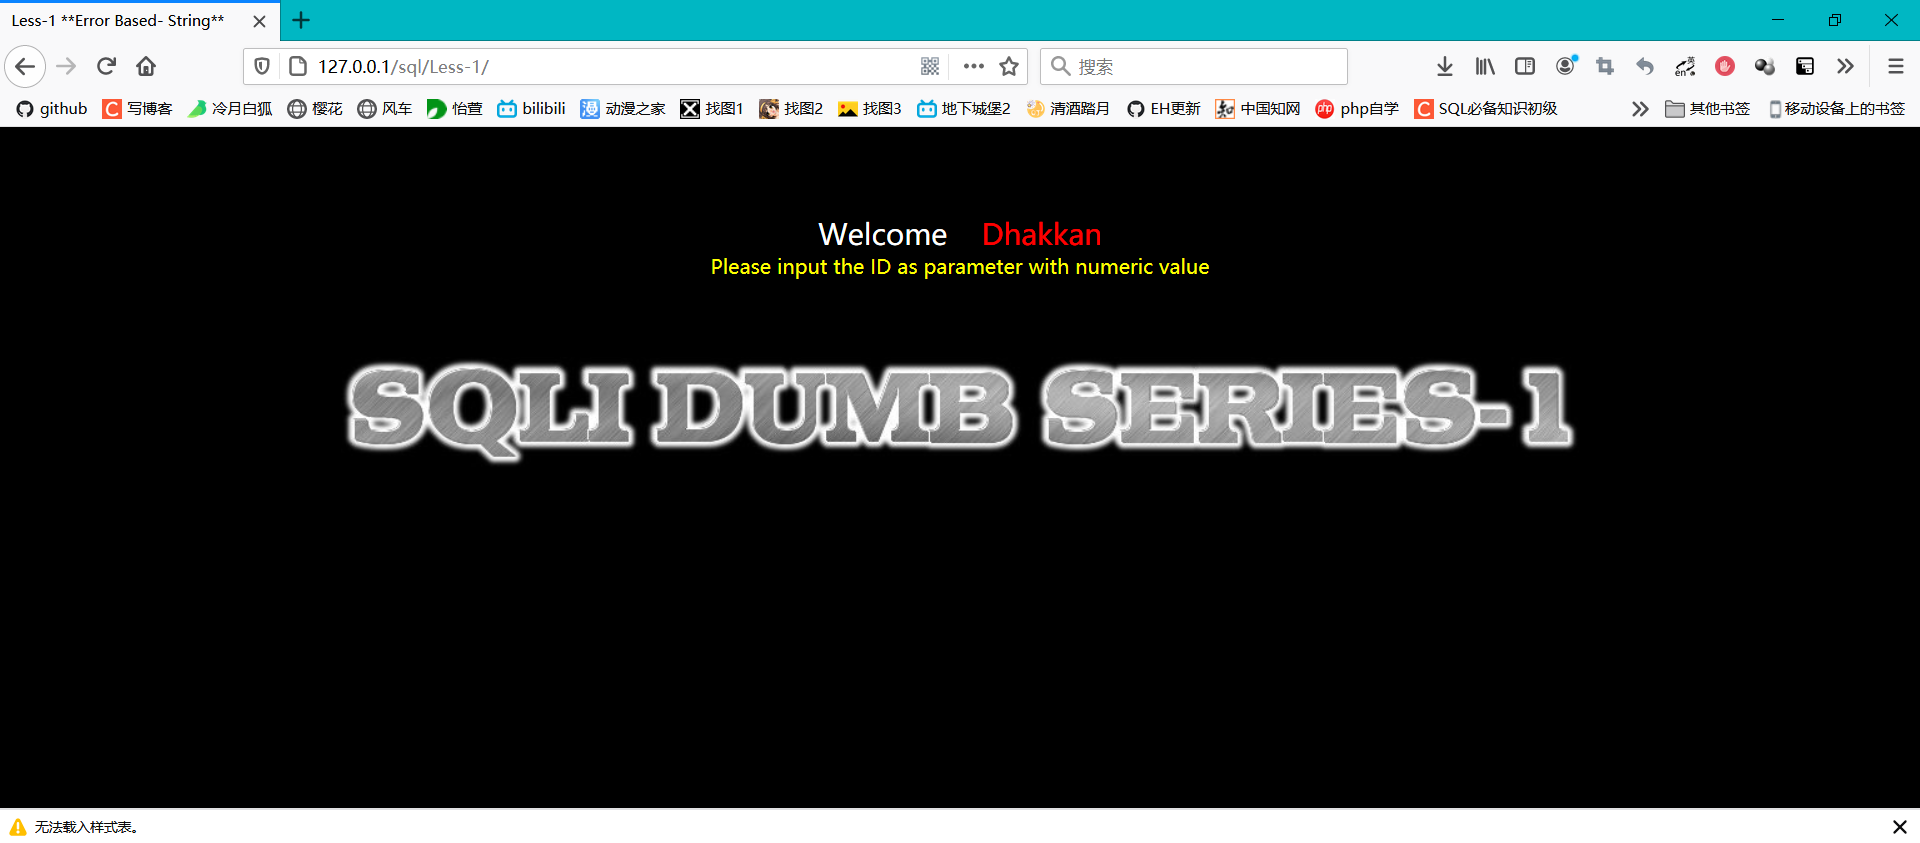 Less-1 **Error Based- String**
127.0.0.1/sql/Less-1/
搜索
英
en
github
C 写博客
冷月白狐
樱花
风车
怡萱
bilibili
漫 动漫之家
找图1
找图2
找图3
地下城堡2
清酒踏月
EH更新
中国知网
php php自学
C SQL必备知识初级
其他书签
移动设备上的书签
Welcome Dhakkan
Please input the ID as parameter with numeric value
SQLI DUMB SERIES-1
无法载入样式表。